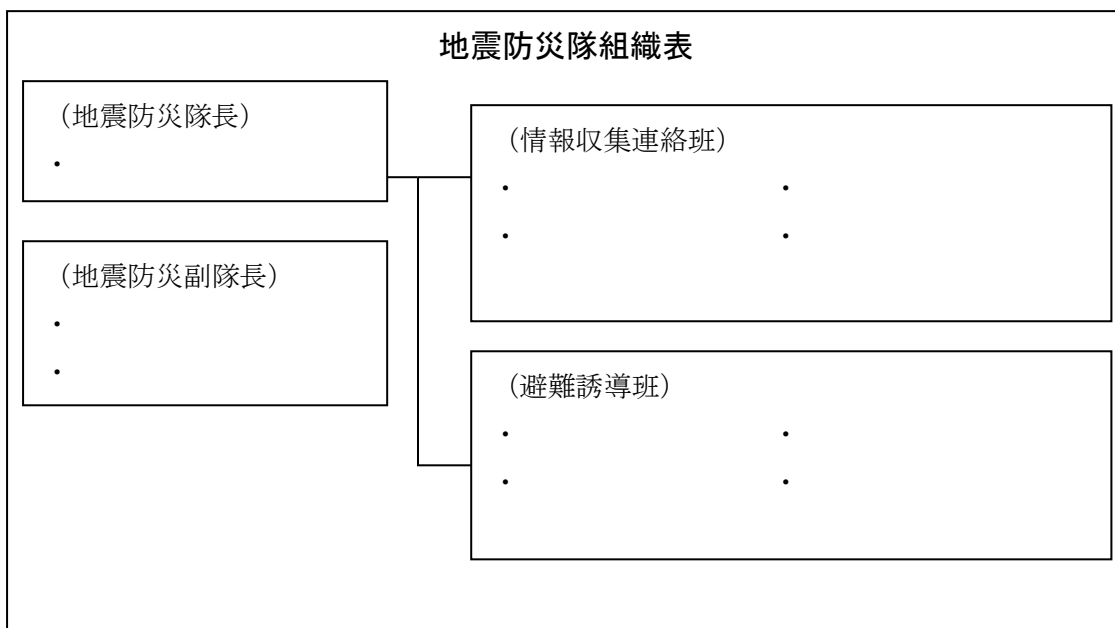 地震防災隊組織表
（地震防災隊長）
・
（地震防災副隊長）
・
・
（情報収集連絡班）
・ ・
・ ・
（避難誘導班）
・ ・
・ ・